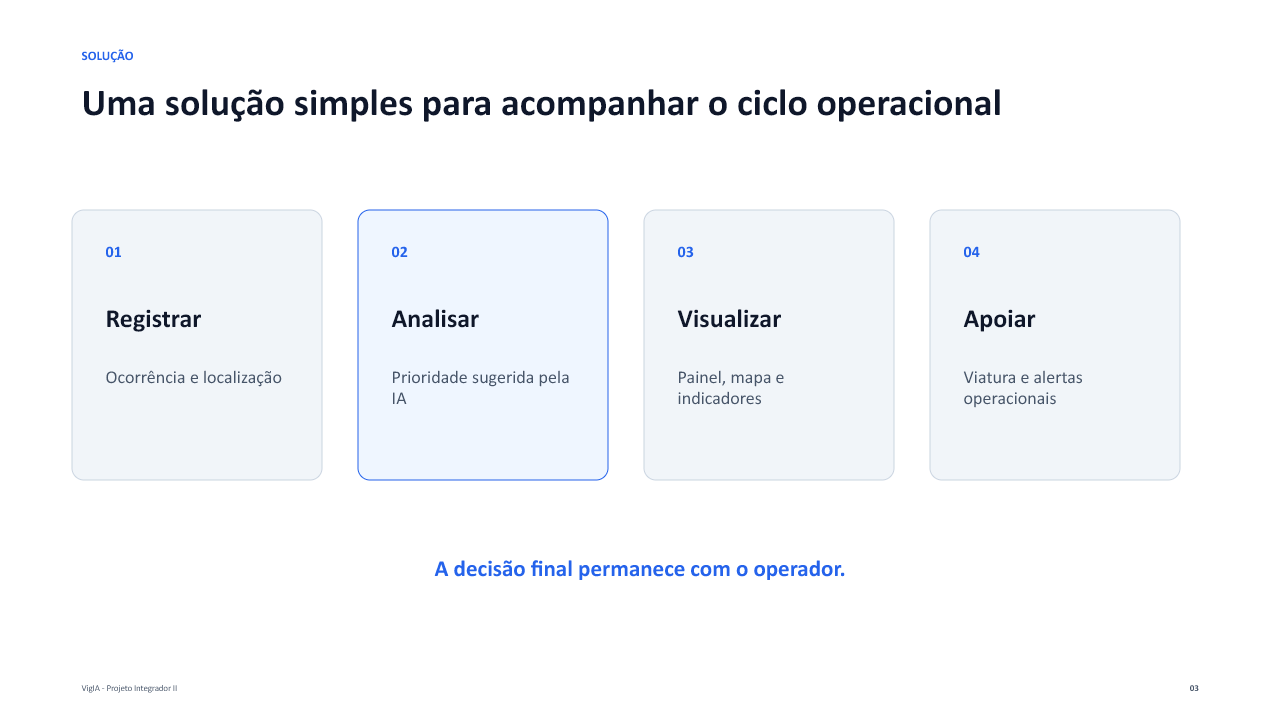 SOLUÇÃO
Uma solução simples para acompanhar o ciclo operacional
01
Registrar
Ocorrência e localização
02
Analisar
Prioridade sugerida pela
IA
03
Visualizar
Painel, mapa e
indicadores
04
Apoiar
Viatura e alertas
operacionais
A decisão final permanece com o operador.
VigIA - Projeto Integrador II
03